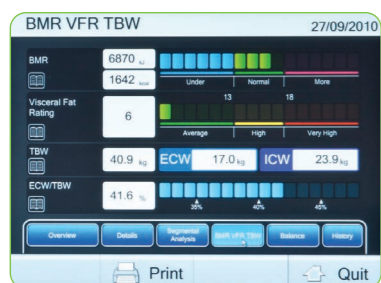 BMR VFR TBW 27/09/2010
BMR 6870 kJ
1642 kcal
Under Normal More
Visceral Fat 13 18
Rating 6
Average High Very High
TBW 40.9 kg ECW 17.0 kg ICW 23.9 kg
ECW/TBW 41.6 %
35% 40% 45%
Overview Details Segmental Analysis BMR VFR TBW Balance History
Print Quit